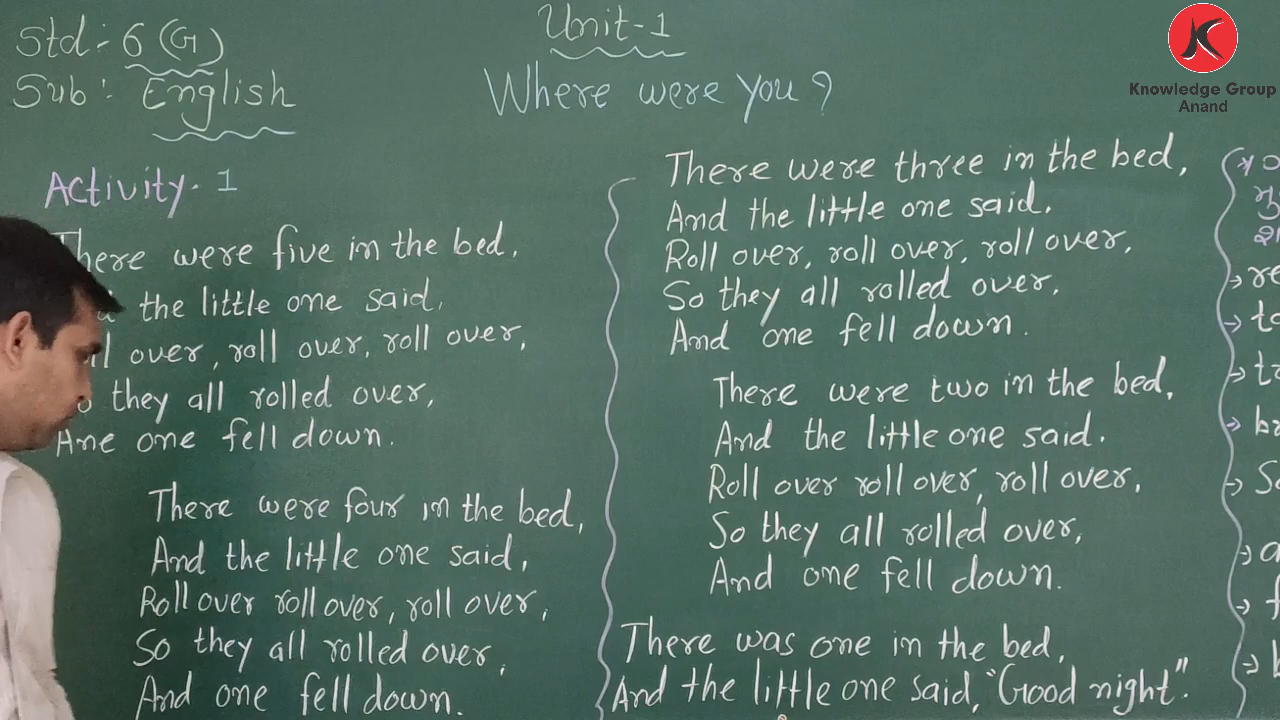 Std:- 6 (G)
Sub: English
Unit-1
Where were you?
Knowledge Group
Anand
Activity-1
There were five in the bed,
the little one said,
over, roll over, roll over,
they all rolled over,
Ane one fell down.
There were four in the bed,
And the little one said,
Roll over roll over, roll over,
So they all rolled over,
And one fell down.
There were three in the bed,
And the little one said,
Roll over, roll over, roll over,
So they all rolled over,
And one fell down.
There were two in the bed,
And the little one said.
Roll over roll over, roll over,
So they all rolled over,
And one fell down.
There was one in the bed,
And the little one said, "Good night".